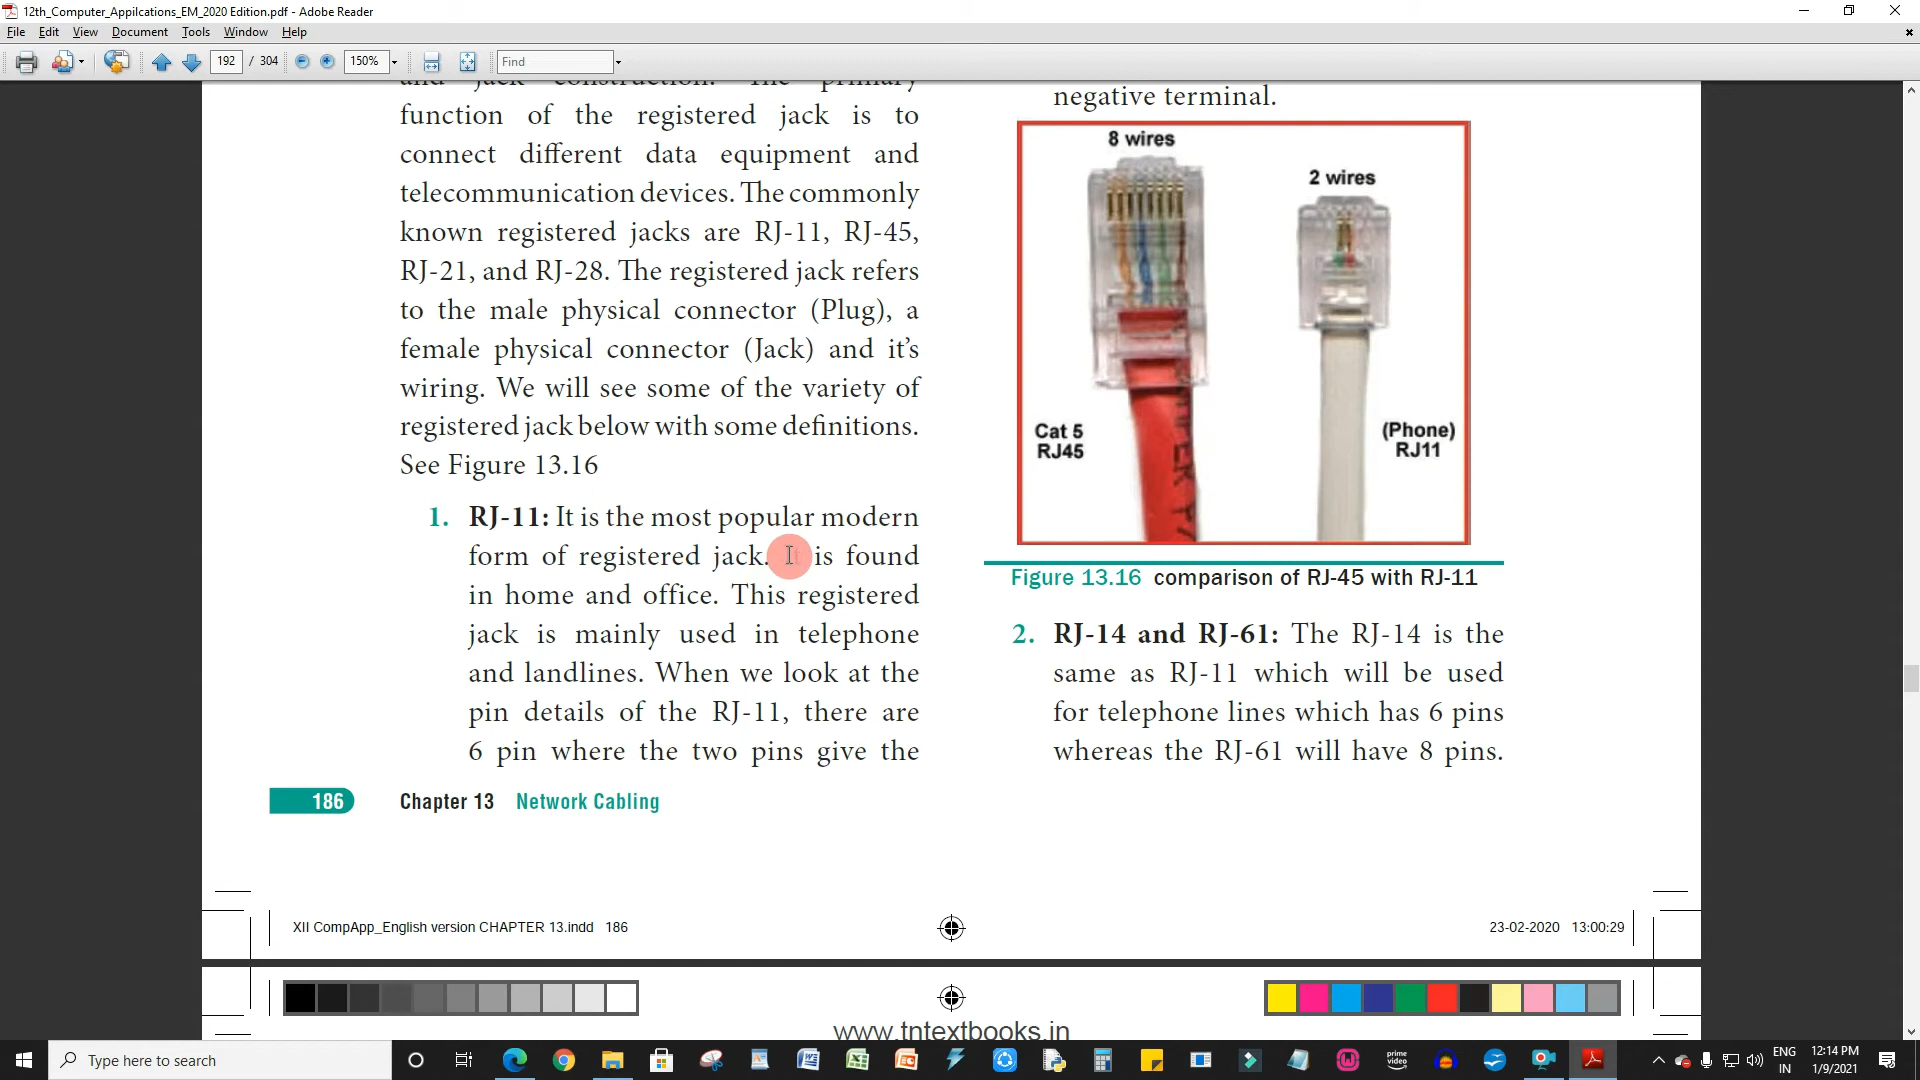 12th_Computer_Appilcations_EM_2020 Edition.pdf - Adobe Reader
File Edit View Document Tools Window Help
192 / 304 150% Find
and jack construction. The primary
function of the registered jack is to
connect different data equipment and
telecommunication devices. The commonly
known registered jacks are RJ-11, RJ-45,
RJ-21, and RJ-28. The registered jack refers
to the male physical connector (Plug), a
female physical connector (Jack) and it's
wiring. We will see some of the variety of
registered jack below with some definitions.
See Figure 13.16
1. RJ-11: It is the most popular modern
form of registered jack. It is found
in home and office. This registered
jack is mainly used in telephone
and landlines. When we look at the
pin details of the RJ-11, there are
6 pin where the two pins give the
negative terminal.
8 wires
2 wires
Cat 5
RJ45
(Phone)
RJ11
Figure 13.16 comparison of RJ-45 with RJ-11
2. RJ-14 and RJ-61: The RJ-14 is the
same as RJ-11 which will be used
for telephone lines which has 6 pins
whereas the RJ-61 will have 8 pins.
186 Chapter 13 Network Cabling
XII CompApp_English version CHAPTER 13.indd 186
23-02-2020 13:00:29
www.tntextbooks.in
Type here to search
prime
video
ENG
IN
12:14 PM
1/9/2021